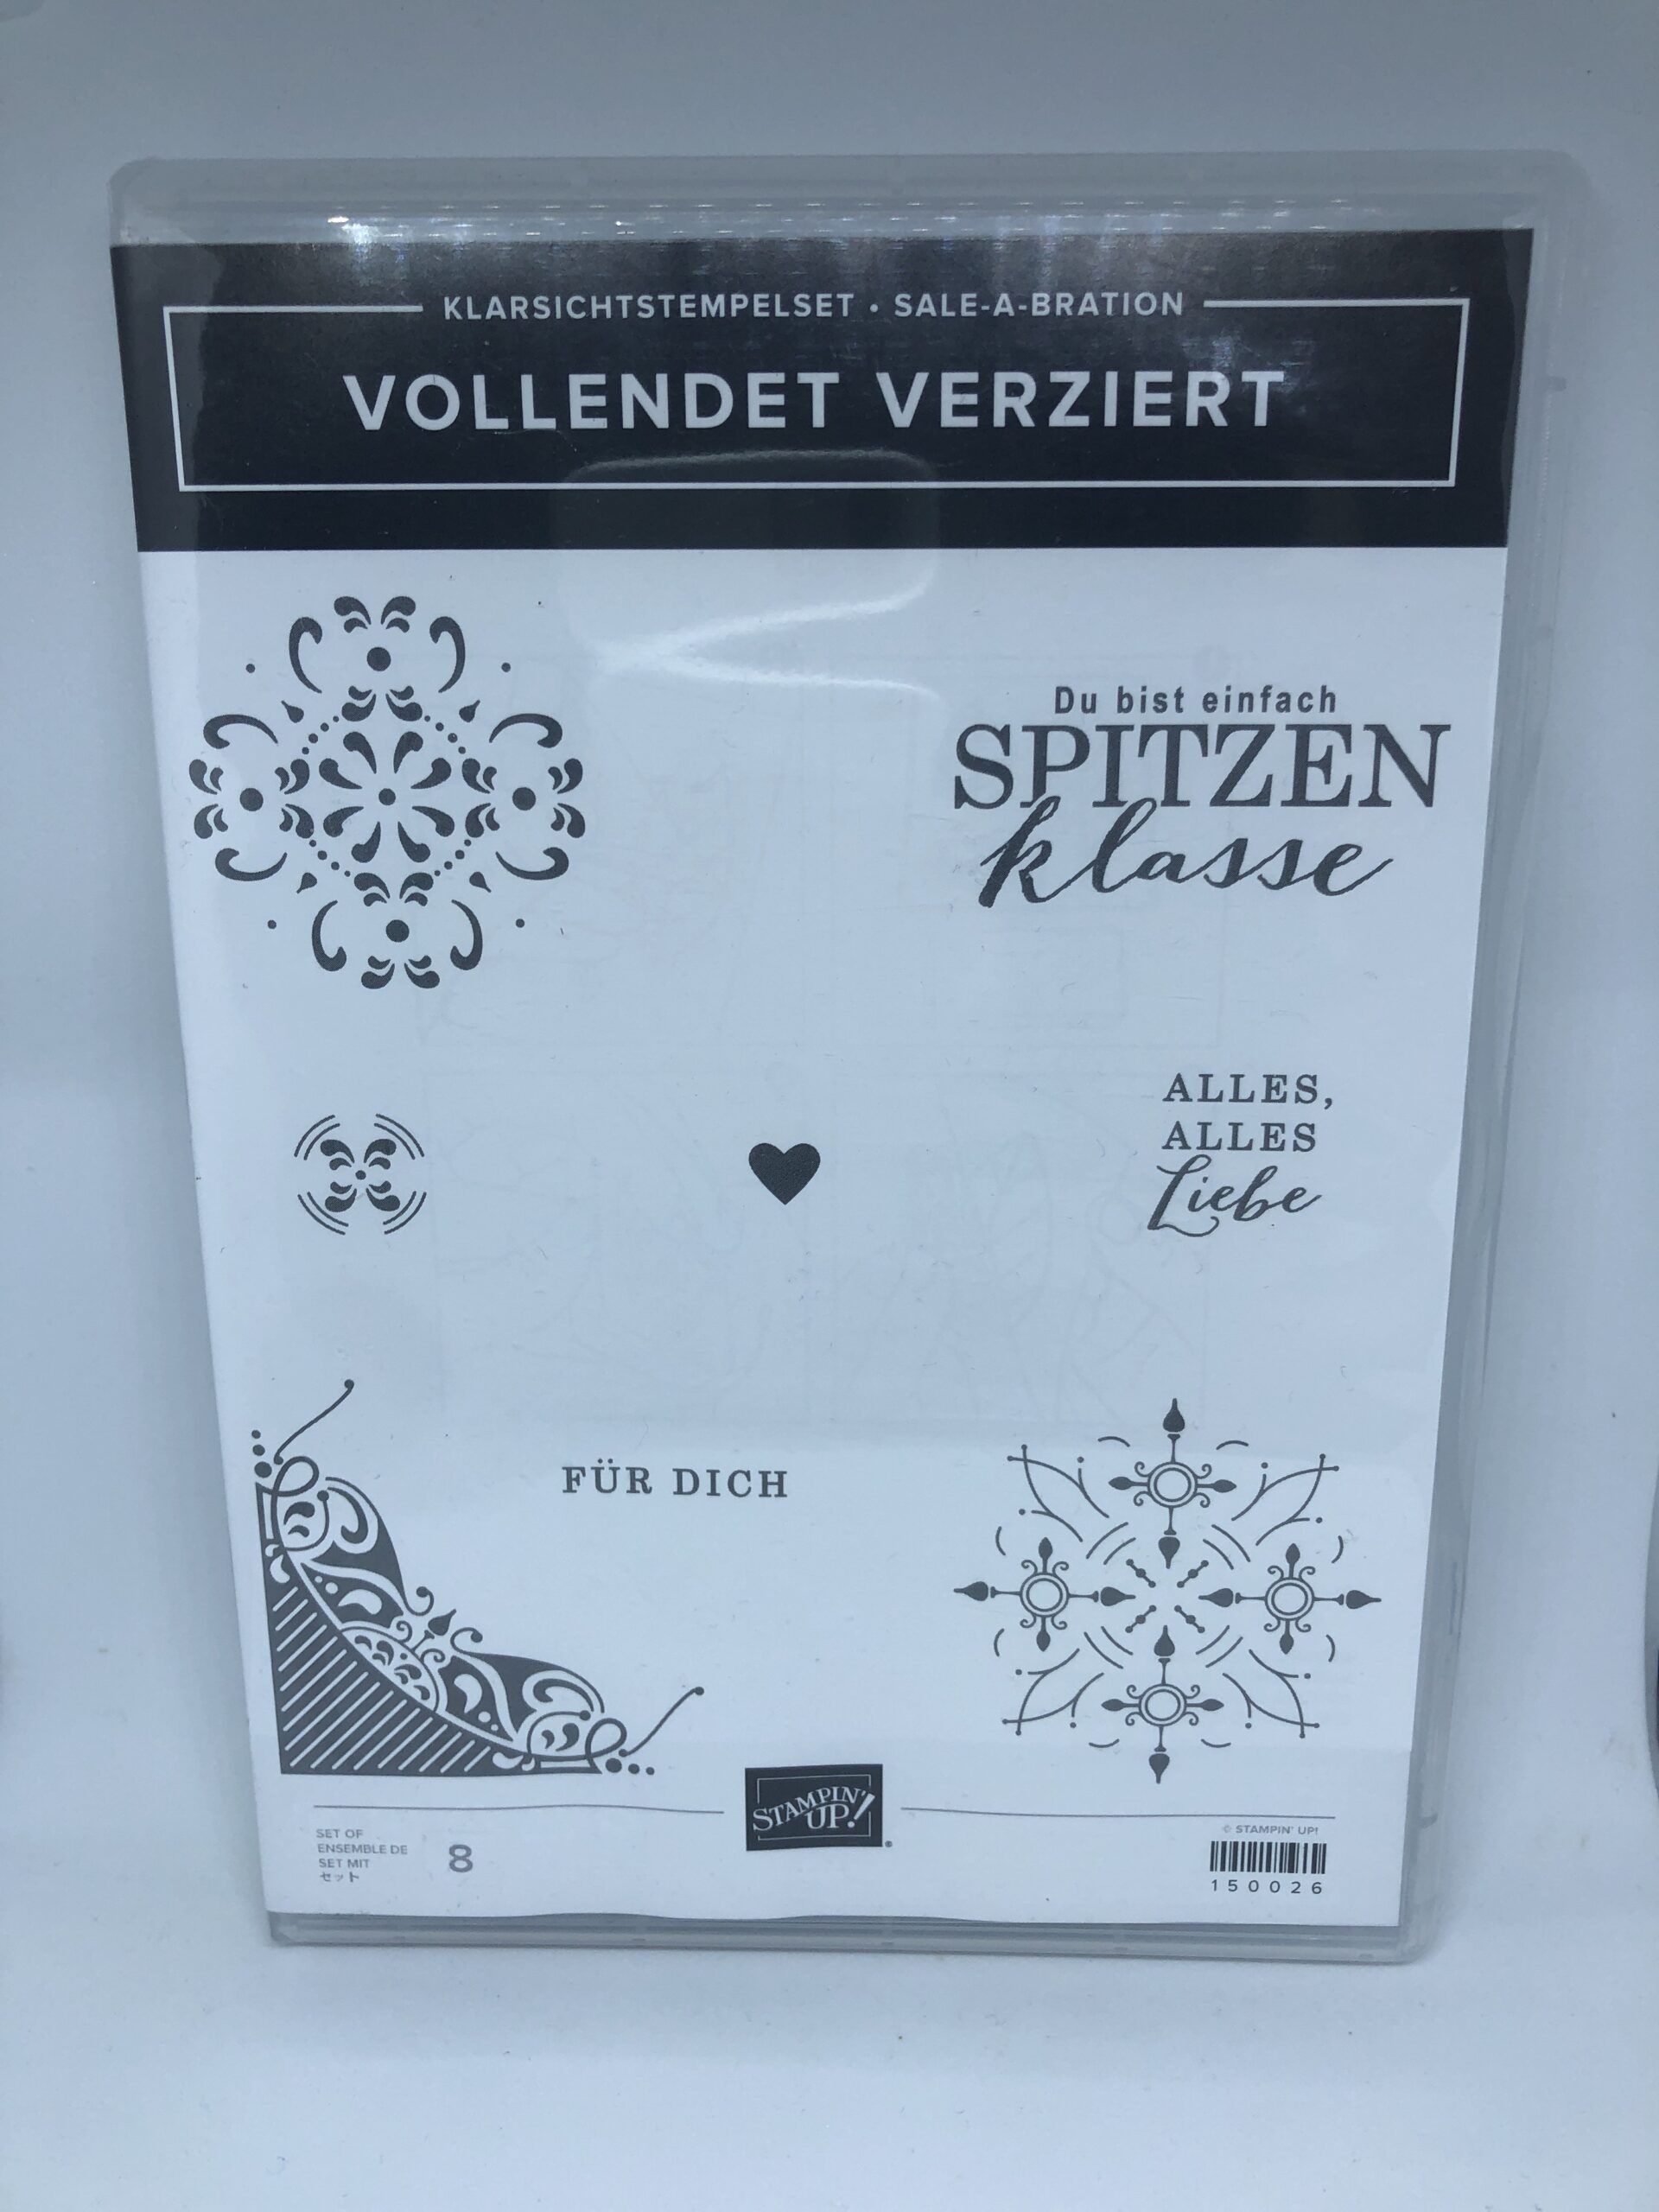 KLARSICHTSTEMPELSET • SALE-A-BRATION
VOLLENDET VERZIERT
Du bist einfach
SPITZEN
klasse
ALLES,
ALLES
Liebe
FÜR DICH
STAMPIN'
UP!®
SET OF
ENSEMBLE DE
SET MIT
セット
8
© STAMPIN' UP!
150026